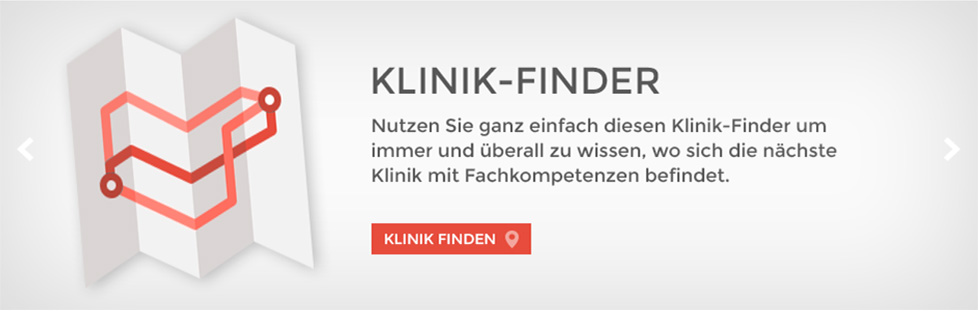 KLINIK-FINDER
Nutzen Sie ganz einfach diesen Klinik-Finder um
immer und überall zu wissen, wo sich die nächste
Klinik mit Fachkompetenzen befindet.
KLINIK FINDEN